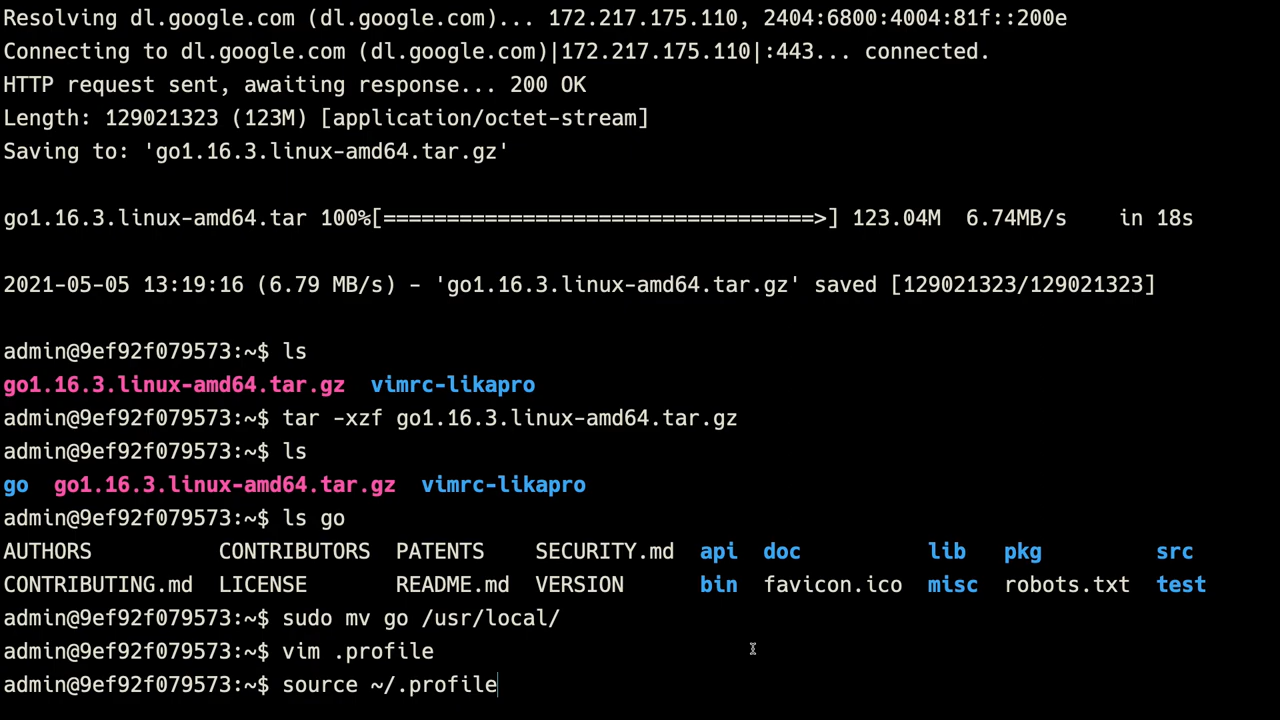 Resolving dl.google.com (dl.google.com)... 172.217.175.110, 2404:6800:4004:81f::200e
Connecting to dl.google.com (dl.google.com)|172.217.175.110|:443... connected.
HTTP request sent, awaiting response... 200 OK
Length: 129021323 (123M) [application/octet-stream]
Saving to: 'go1.16.3.linux-amd64.tar.gz'
go1.16.3.linux-amd64.tar 100%[==================================>] 123.04M  6.74MB/s    in 18s
2021-05-05 13:19:16 (6.79 MB/s) - 'go1.16.3.linux-amd64.tar.gz' saved [129021323/129021323]
admin@9ef92f079573:~$ ls
go1.16.3.linux-amd64.tar.gz  vimrc-likapro
admin@9ef92f079573:~$ tar -xzf go1.16.3.linux-amd64.tar.gz
admin@9ef92f079573:~$ ls
go  go1.16.3.linux-amd64.tar.gz  vimrc-likapro
admin@9ef92f079573:~$ ls go
AUTHORS          CONTRIBUTORS  PATENTS    SECURITY.md  api  doc          lib   pkg         src
CONTRIBUTING.md  LICENSE       README.md  VERSION      bin  favicon.ico  misc  robots.txt  test
admin@9ef92f079573:~$ sudo mv go /usr/local/
admin@9ef92f079573:~$ vim .profile
admin@9ef92f079573:~$ source ~/.profile